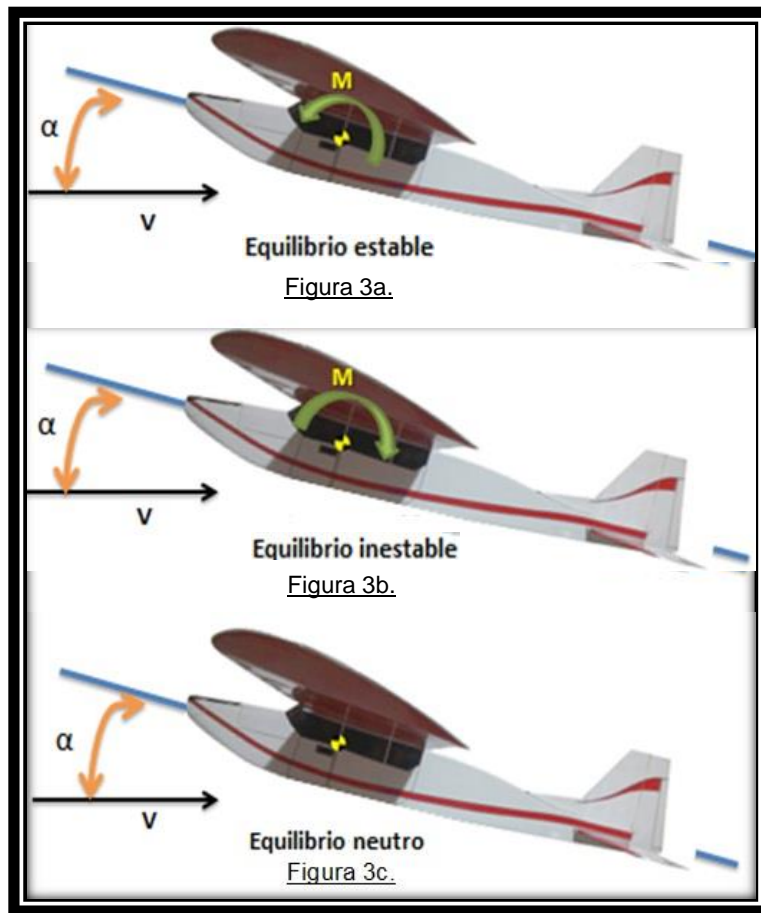 M
α
v
Equilibrio estable
Figura 3a.
M
α
v
Equilibrio inestable
Figura 3b.
α
v
Equilibrio neutro
Figura 3c.